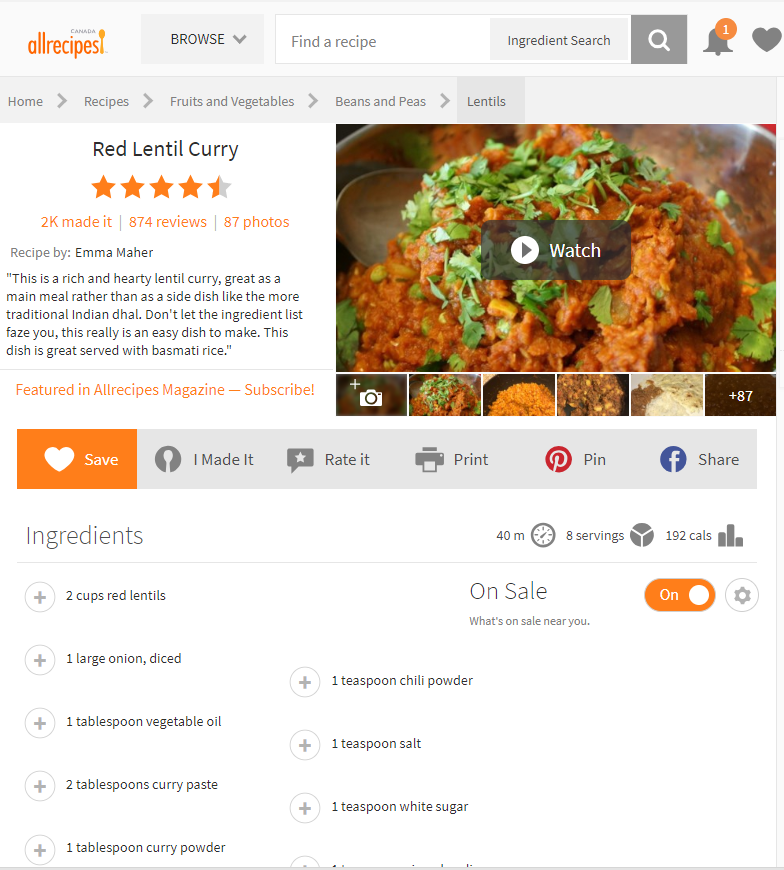 CANADA
allrecipes!
BROWSE
Find a recipe
Ingredient Search
1
Home
Recipes
Fruits and Vegetables
Beans and Peas
Lentils
Red Lentil Curry
2K made it | 874 reviews | 87 photos
Recipe by: Emma Maher
"This is a rich and hearty lentil curry, great as a
main meal rather than as a side dish like the more
traditional Indian dhal. Don't let the ingredient list
faze you, this really is an easy dish to make. This
dish is great served with basmati rice."
Featured in Allrecipes Magazine — Subscribe!
Watch
+87
Save
I Made It
Rate it
Print
Pin
Share
Ingredients
40 m
8 servings
192 cals
2 cups red lentils
1 large onion, diced
1 tablespoon vegetable oil
2 tablespoons curry paste
1 tablespoon curry powder
On Sale
What's on sale near you.
On
1 teaspoon chili powder
1 teaspoon salt
1 teaspoon white sugar